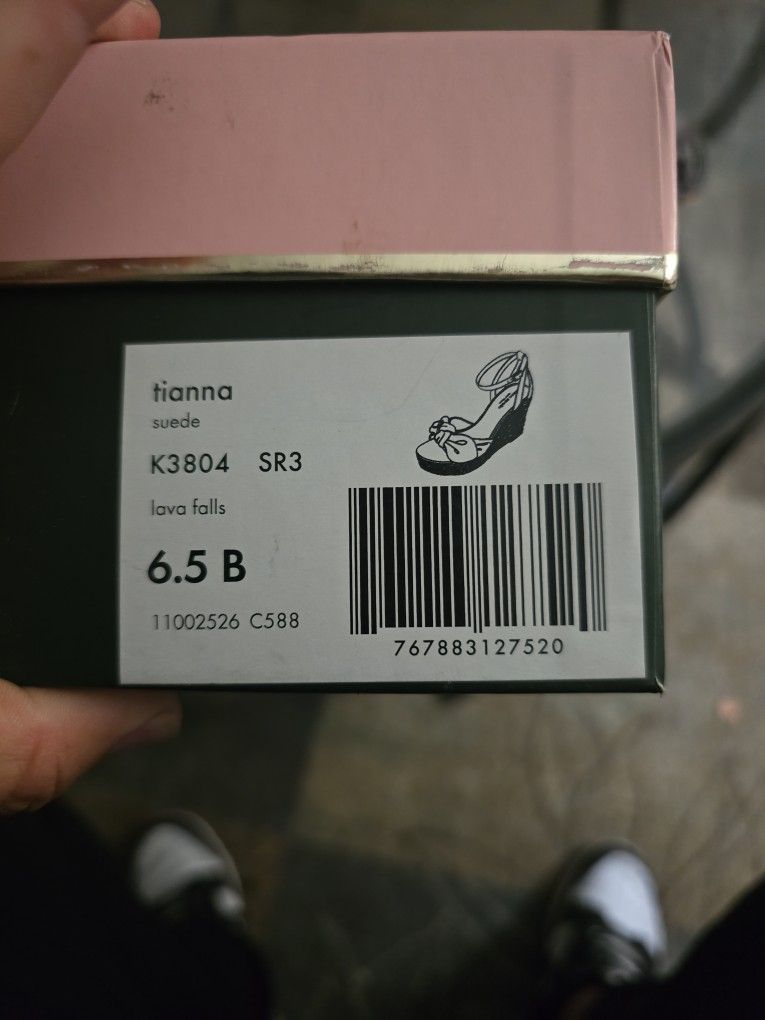 tianna
suede
K3804 SR3
lava falls
6.5 B
11002526 C588
767883127520